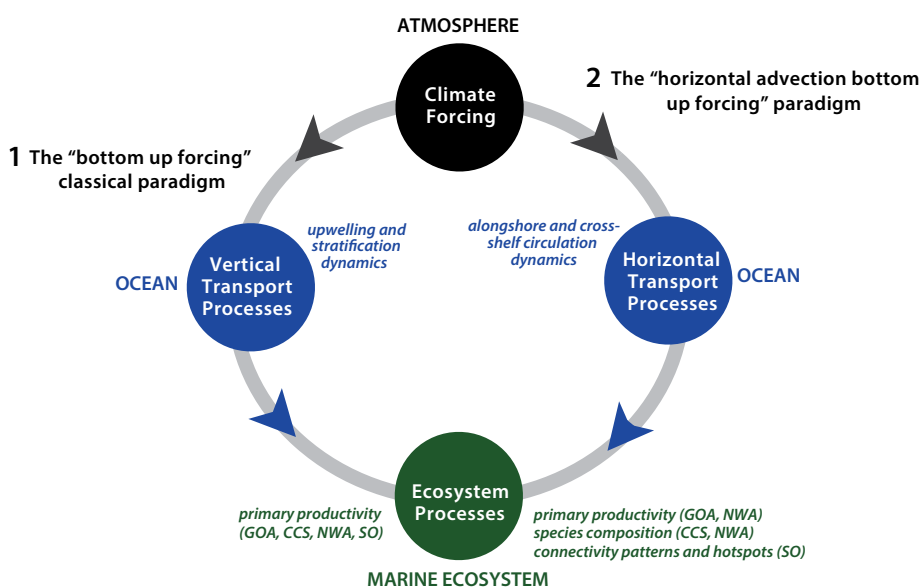 ATMOSPHERE
Climate
Forcing
2 The “horizontal advection bottom
up forcing” paradigm
1 The “bottom up forcing”
classical paradigm
upwelling and
stratification
dynamics
alongshore and cross-
shelf circulation
dynamics
OCEAN
Vertical
Transport
Processes
Horizontal
Transport
Processes
OCEAN
Ecosystem
Processes
primary productivity
(GOA, CCS, NWA, SO)
primary productivity (GOA, NWA)
species composition (CCS, NWA)
connectivity patterns and hotspots (SO)
MARINE ECOSYSTEM